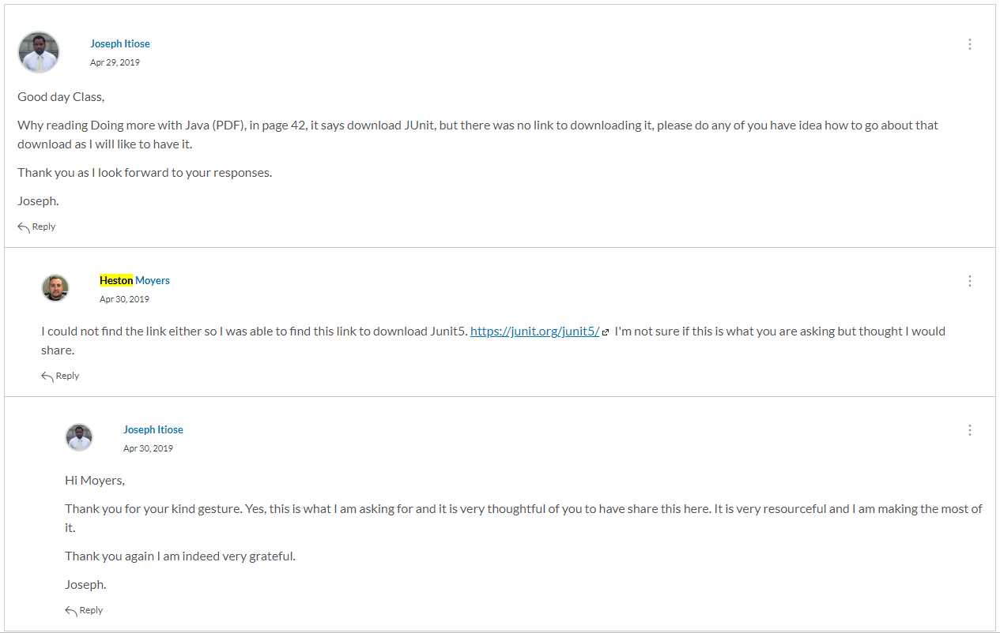 Joseph Itiose
Apr 29, 2019
Good day Class,
Why reading Doing more with Java (PDF), in page 42, it says download JUnit, but there was no link to downloading it, please do any of you have idea how to go about that
download as I will like to have it.
Thank you as I look forward to your responses.
Joseph.
Reply
Heston Moyers
Apr 30, 2019
I could not find the link either so I was able to find this link to download Junit5. https://junit.org/junit5/ I'm not sure if this is what you are asking but thought I would
share.
Reply
Joseph Itiose
Apr 30, 2019
Hi Moyers,
Thank you for your kind gesture. Yes, this is what I am asking for and it is very thoughtful of you to have share this here. It is very resourceful and I am making the most of
it.
Thank you again I am indeed very grateful.
Joseph.
Reply